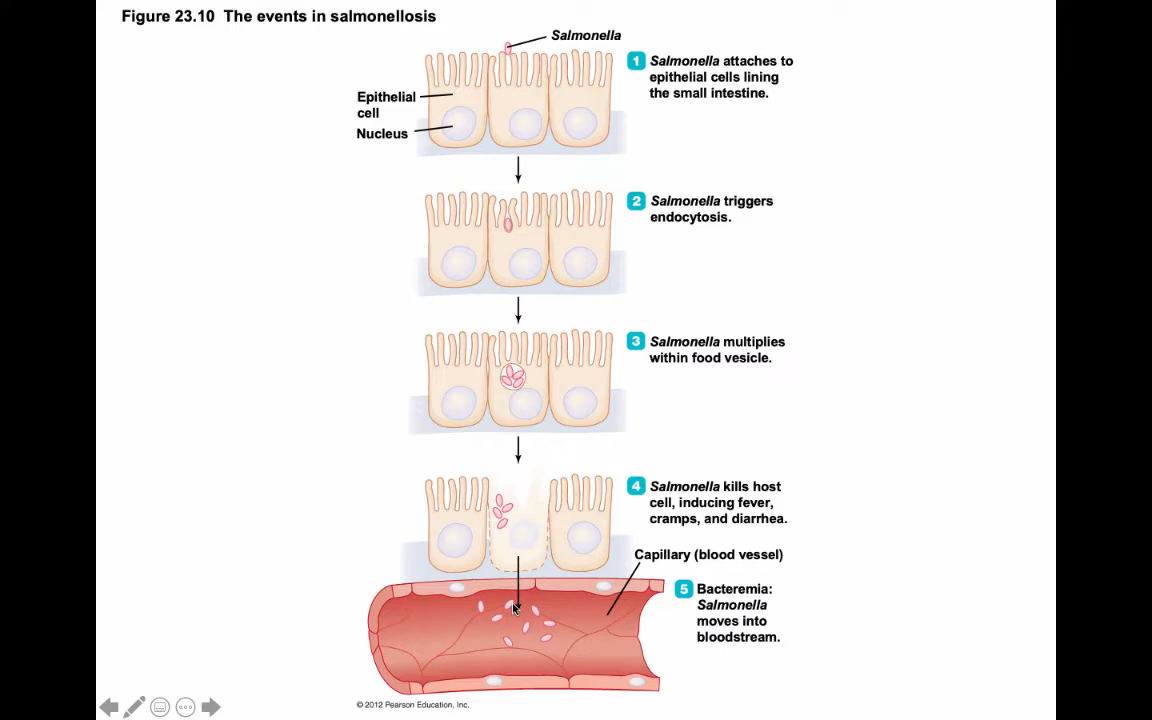 Figure 23.10  The events in salmonellosis
Salmonella
1 Salmonella attaches to
epithelial cells lining
the small intestine.
Epithelial
cell
Nucleus
2 Salmonella triggers
endocytosis.
3 Salmonella multiplies
within food vesicle.
4 Salmonella kills host
cell, inducing fever,
cramps, and diarrhea.
Capillary (blood vessel)
5 Bacteremia:
Salmonella
moves into
bloodstream.
© 2012 Pearson Education, Inc.